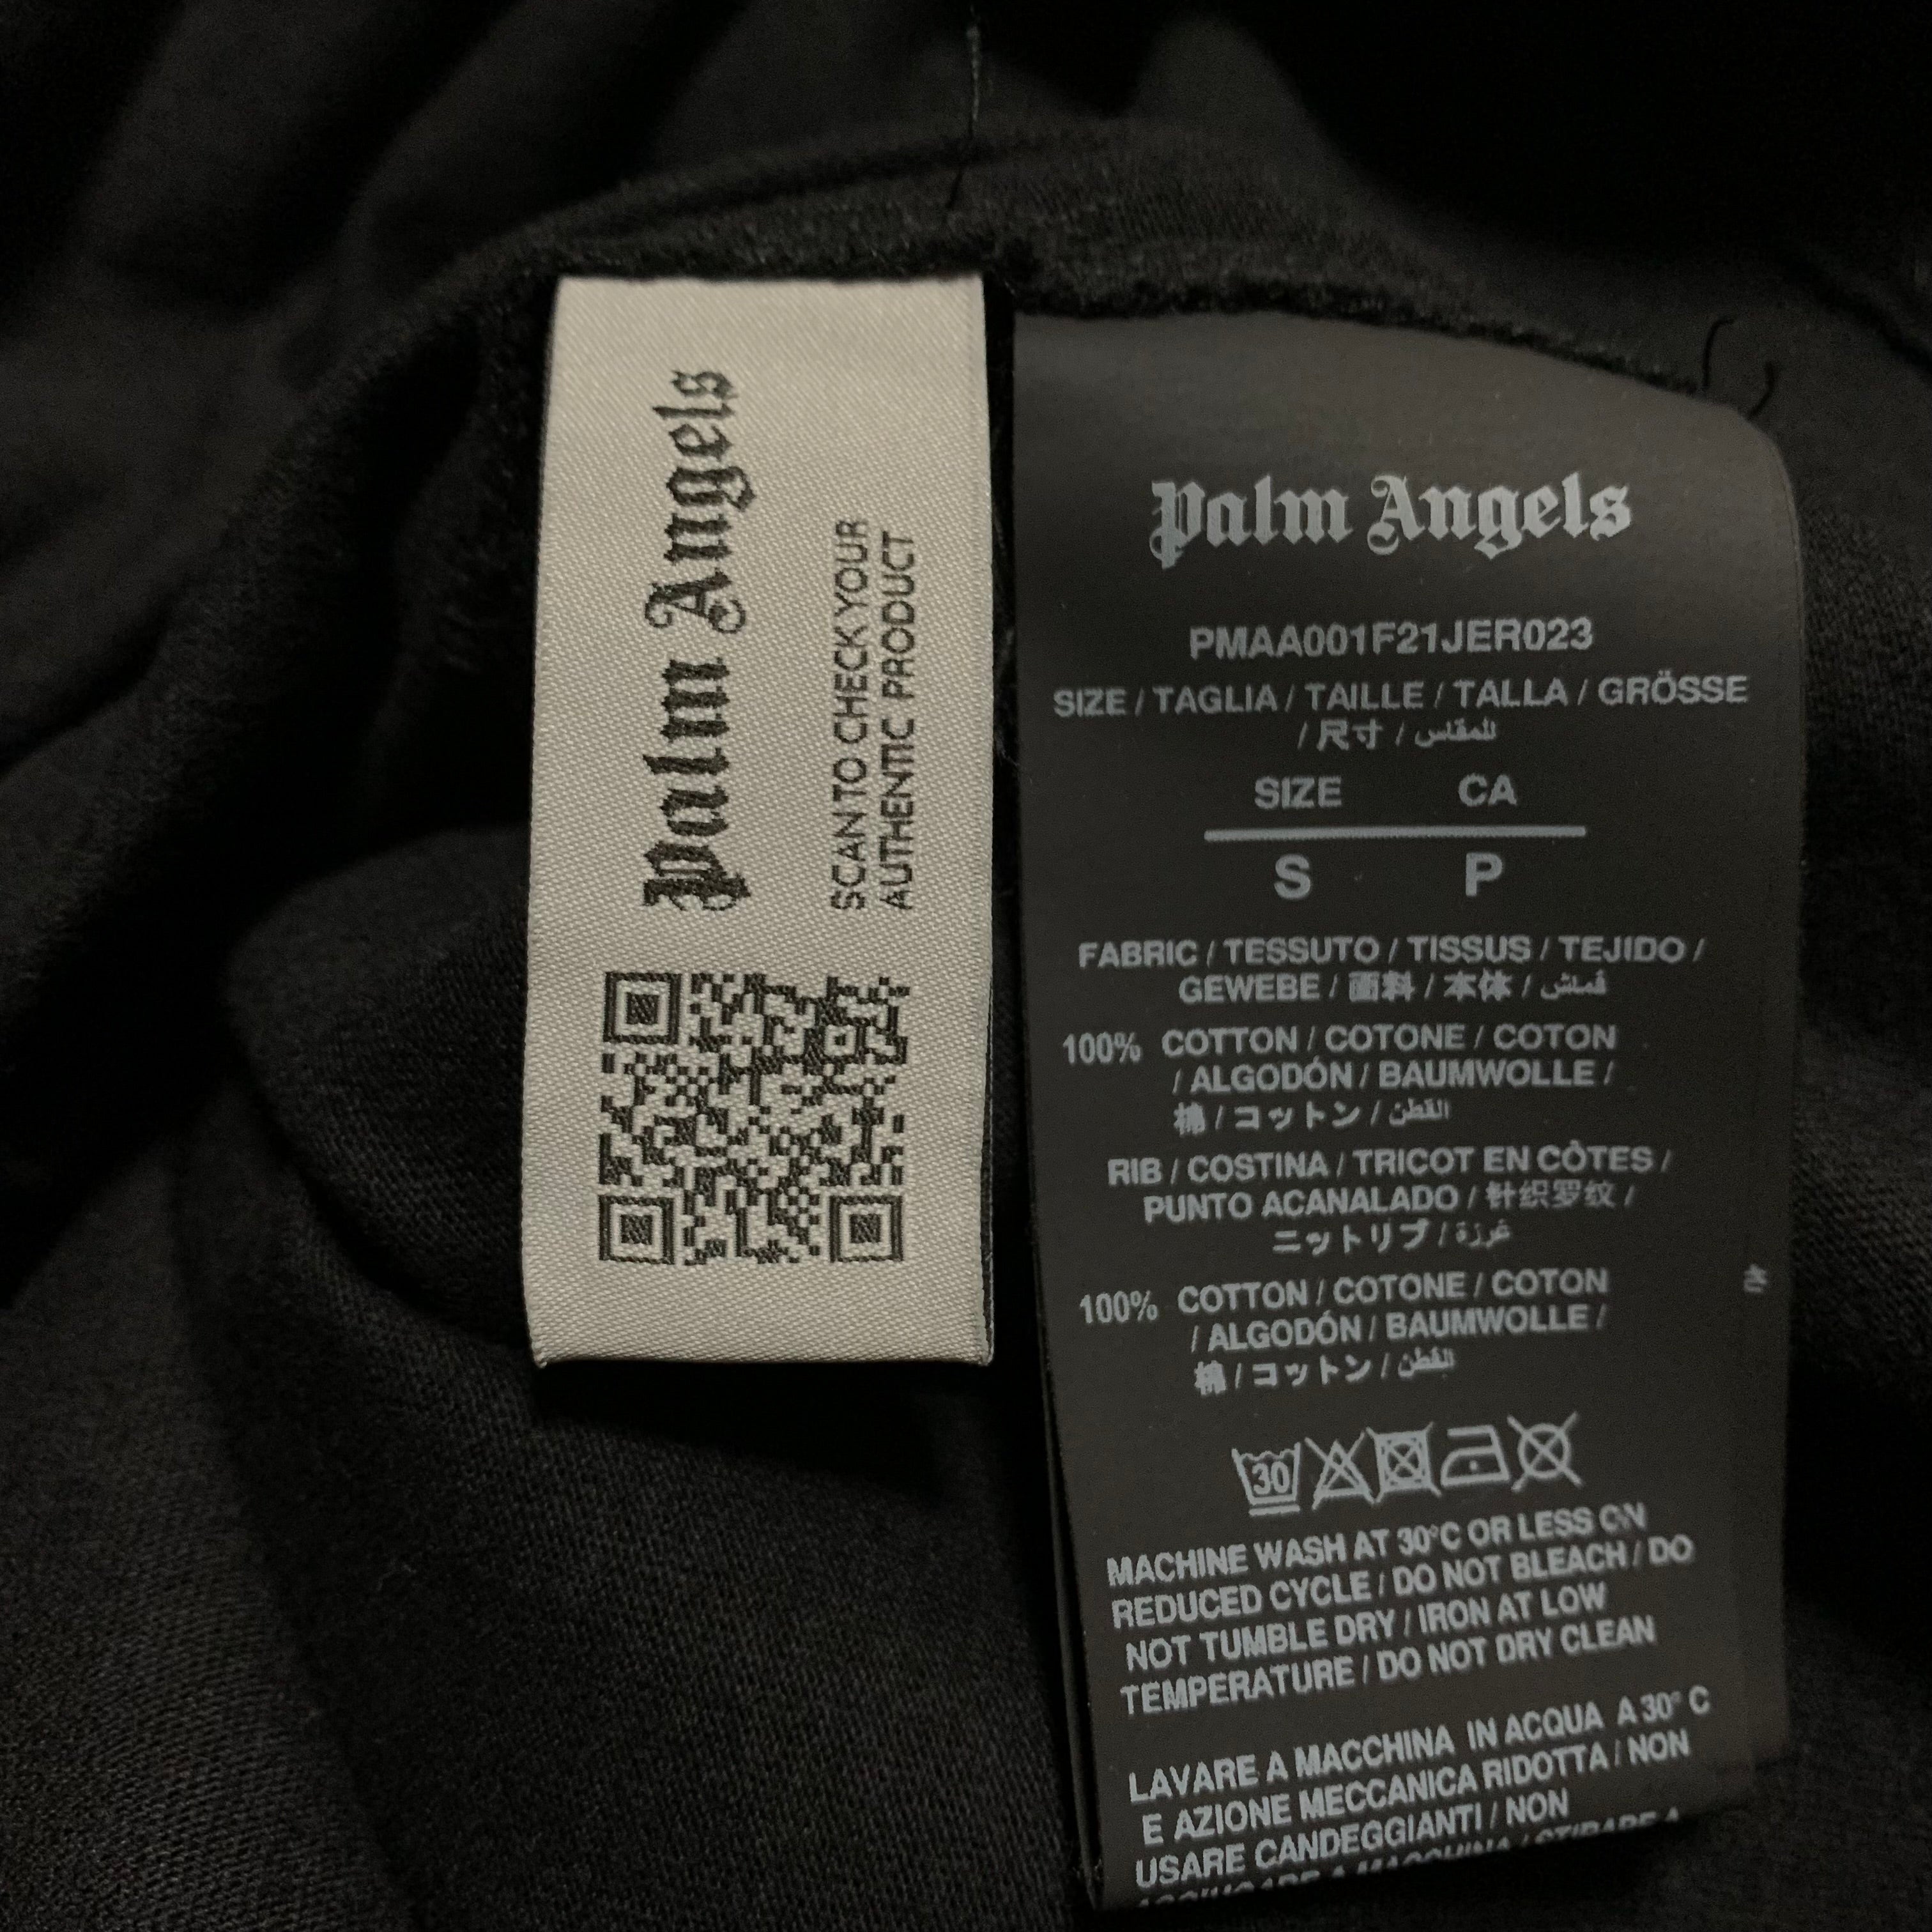 Palm Angels
SCAN TO CHECK YOUR
AUTHENTIC PRODUCT
Palm Angels
PMAA001F21JER023
SIZE / TAGLIA / TAILLE / TALLA / GRÖSSE
/ 尺寸 / للمقاس
SIZE CA
S P
FABRIC / TESSUTO / TISSUS / TEJIDO /
GEWEBE / 面料 / 本体 / قماش
100% COTTON / COTONE / COTON
/ ALGODÓN / BAUMWOLLE /
棉 / コットン / القطن
RIB / COSTINA / TRICOT EN CÒTES /
PUNTO ACANALADO / 针织罗纹 /
ニットリブ / غرزة
100% COTTON / COTONE / COTON
/ ALGODÓN / BAUMWOLLE /
棉 / コットン / القطن
30
MACHINE WASH AT 30°C OR LESS ON
REDUCED CYCLE / DO NOT BLEACH / DO
NOT TUMBLE DRY / IRON AT LOW
TEMPERATURE / DO NOT DRY CLEAN
LAVARE A MACCHINA IN ACQUA A 30° C
E AZIONE MECCANICA RIDOTTA / NON
USARE CANDEGGIANTI / NON
A MACCHINA / STIRARE A